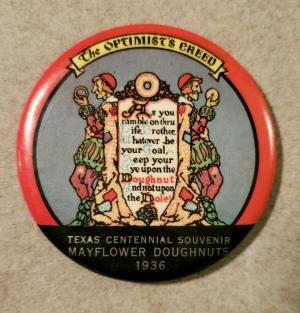 The OPTIMIST'S CREED
As you
ramble on thru
Life, Brother,
Whatever be
your Goal,
Keep your
Eye upon the
Doughnut
And not upon
the Hole!
TEXAS CENTENNIAL SOUVENIR
MAYFLOWER DOUGHNUTS
1936